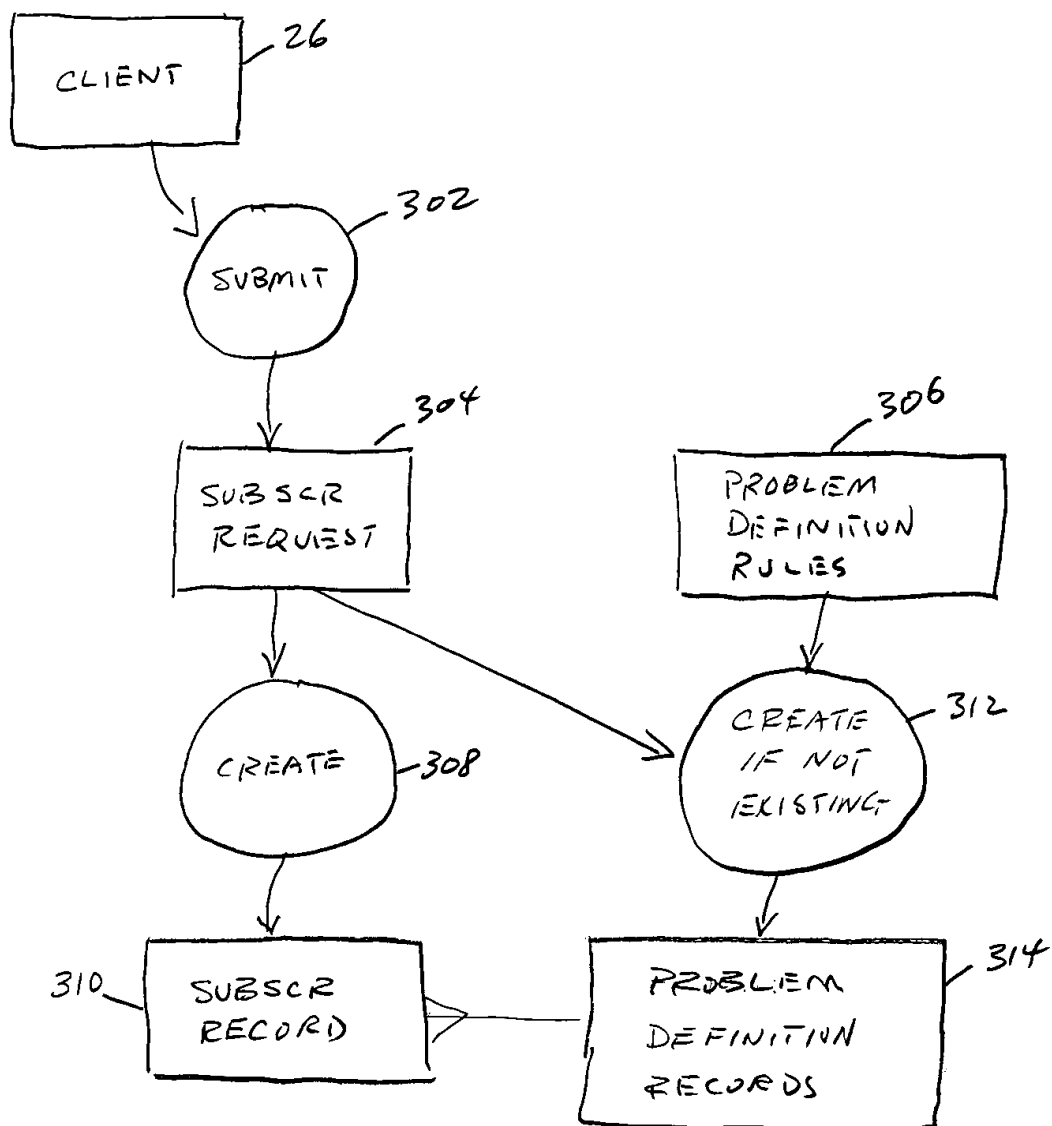 26
CLIENT
302
SUBMIT
304
SUBSCR
REQUEST
306
PROBLEM
DEFINITION
RULES
CREATE
308
CREATE
IF NOT
EXISTING
312
310
SUBSCR
RECORD
PROBLEM
DEFINITION
RECORDS
314